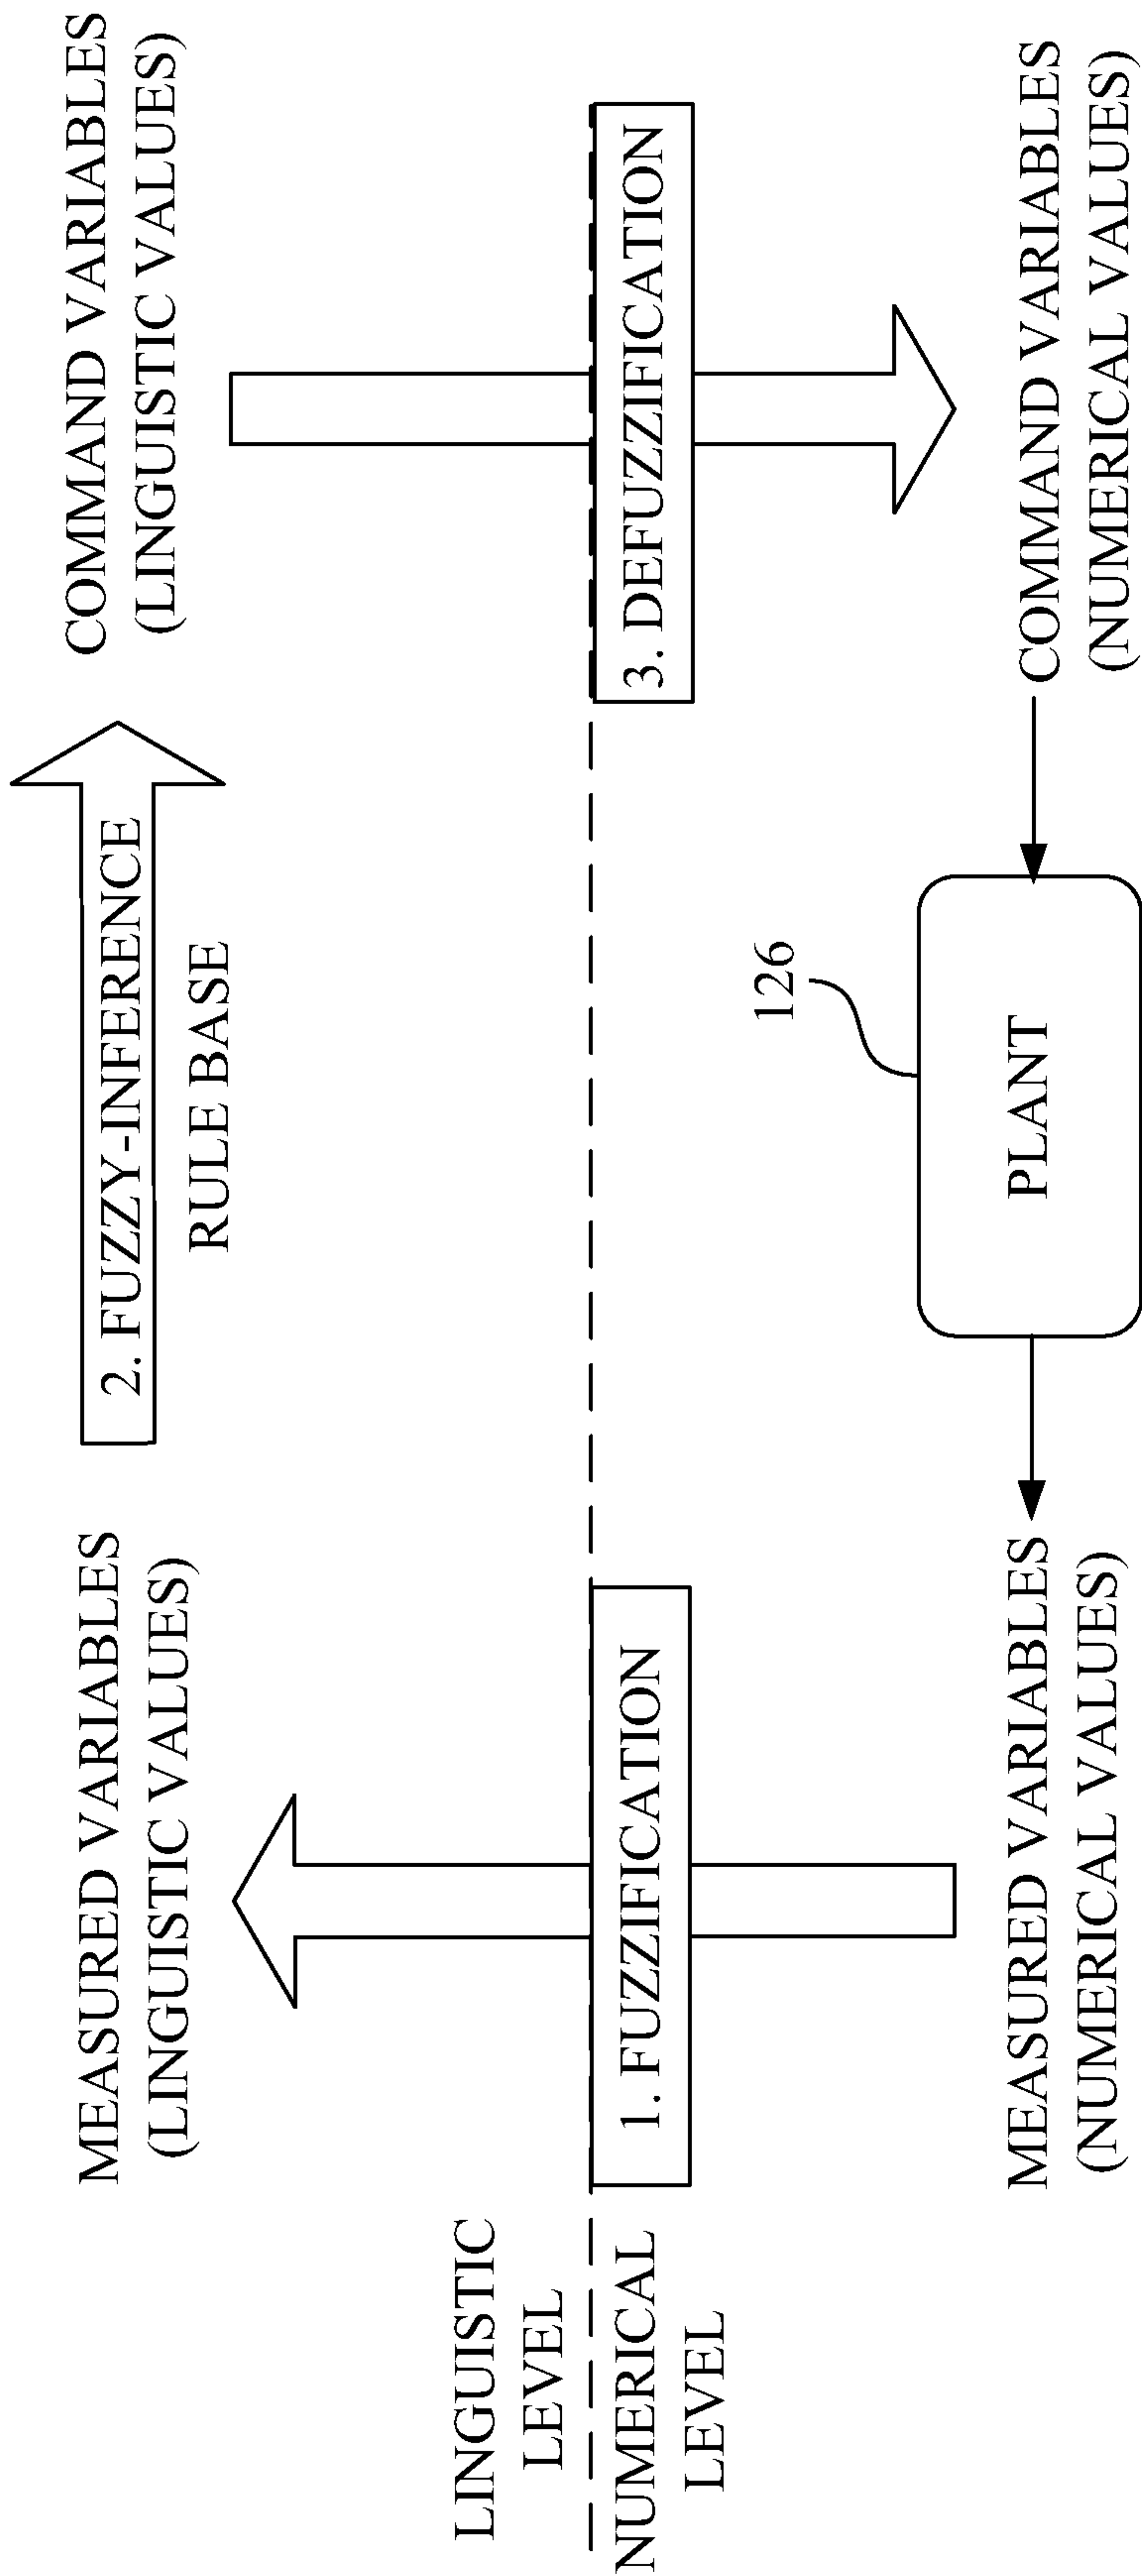 MEASURED VARIABLES
(LINGUISTIC VALUES)
2. FUZZY-INFERENCE
RULE BASE
COMMAND VARIABLES
(LINGUISTIC VALUES)
LINGUISTIC
LEVEL
NUMERICAL
LEVEL
1. FUZZIFICATION
3. DEFUZZIFICATION
126
MEASURED VARIABLES
(NUMERICAL VALUES)
PLANT
COMMAND VARIABLES
(NUMERICAL VALUES)